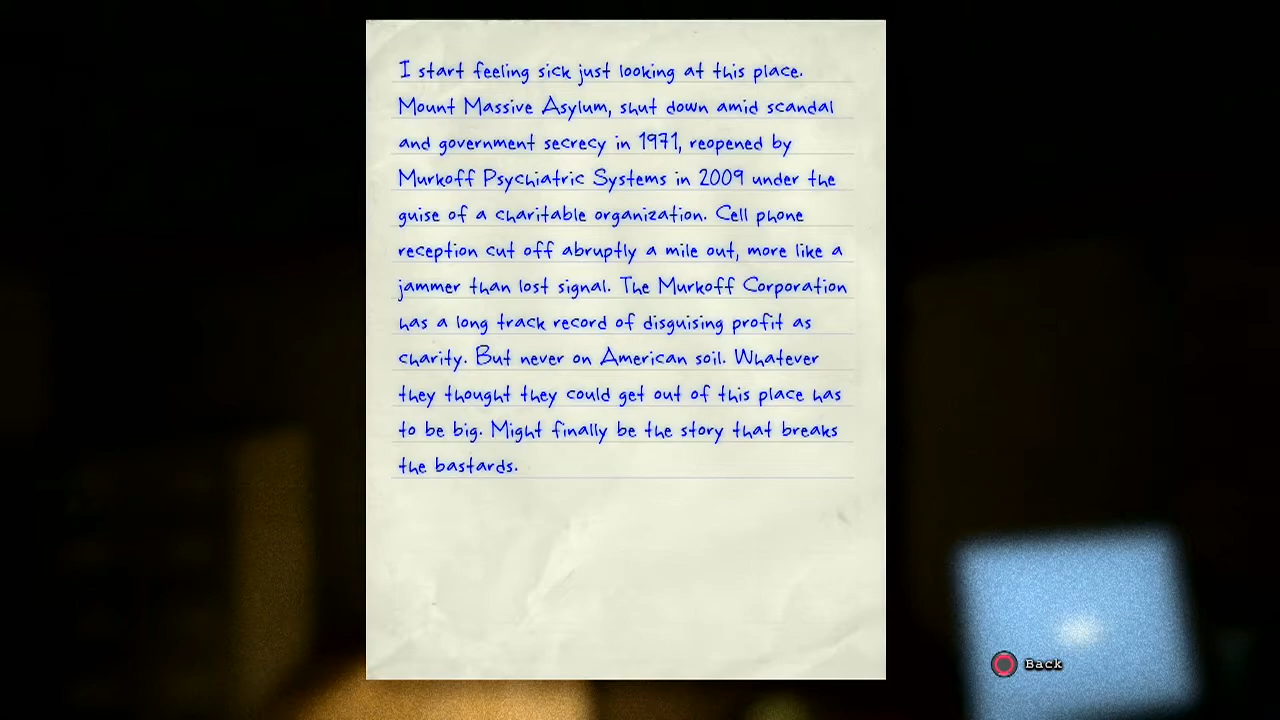 I start feeling sick just looking at this place.
Mount Massive Asylum, shut down amid scandal
and government secrecy in 1971, reopened by
Murkoff Psychiatric Systems in 2009 under the
guise of a charitable organization. Cell phone
reception cut off abruptly a mile out, more like a
jammer than lost signal. The Murkoff Corporation
has a long track record of disguising profit as
charity. But never on American soil. Whatever
they thought they could get out of this place has
to be big. Might finally be the story that breaks
the bastards.
Back